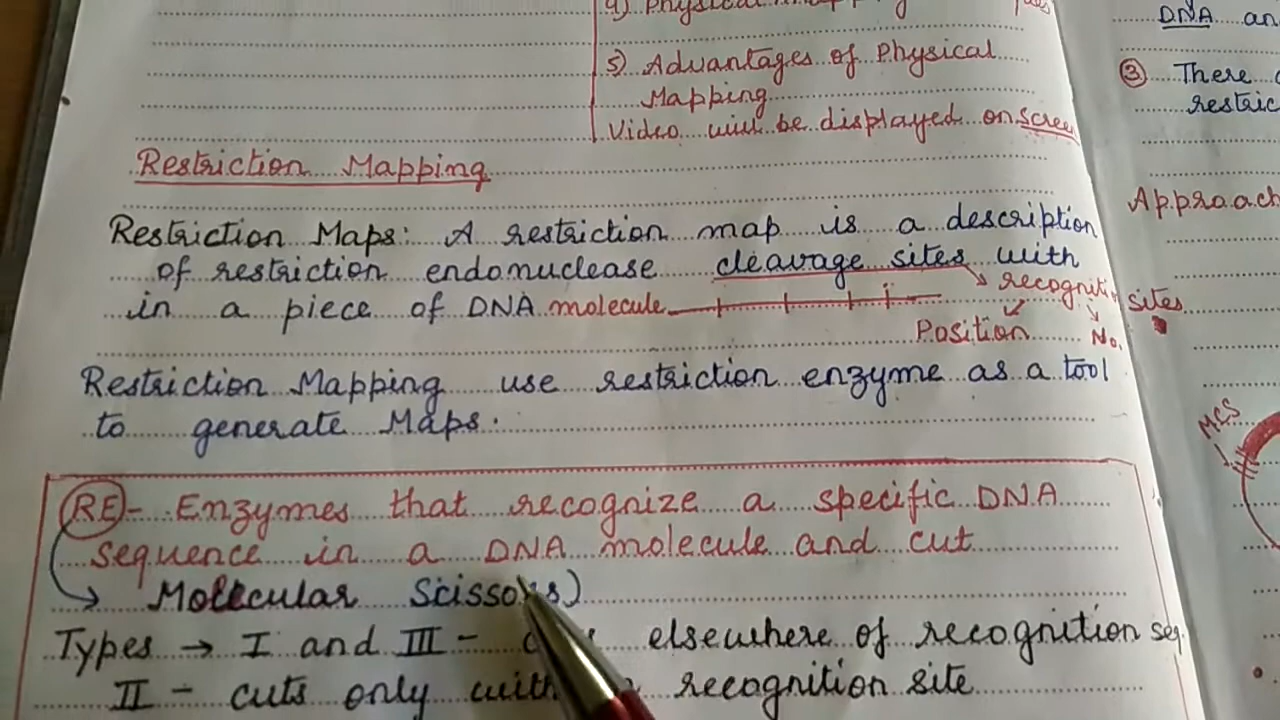 5) Advantages of Physical
Mapping
Video will be displayed on Screen
Restriction Mapping
Restriction Maps: A restriction map is a description
of restriction endonuclease cleavage sites with
in a piece of DNA molecule
recogniti sites
Position No.
Restriction Mapping use restriction enzyme as a tool
to generate Maps.
RE - Enzymes that recognize a specific DNA
sequence in a DNA molecule and cut
Molecular Scissors)
Types → I and III - elsewhere of recognition seq.
II - cuts only recognition site
DNA an
③ There
restric
Approach
MCS